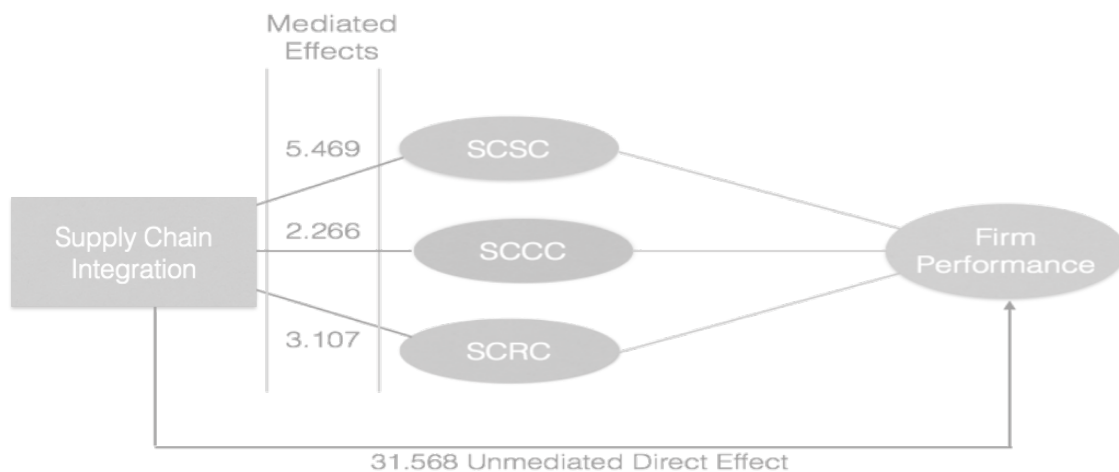 Mediated
Effects
5.469
SCSC
Supply Chain
Integration
2.266
SCCC
Firm
Performance
3.107
SCRC
31.568 Unmediated Direct Effect